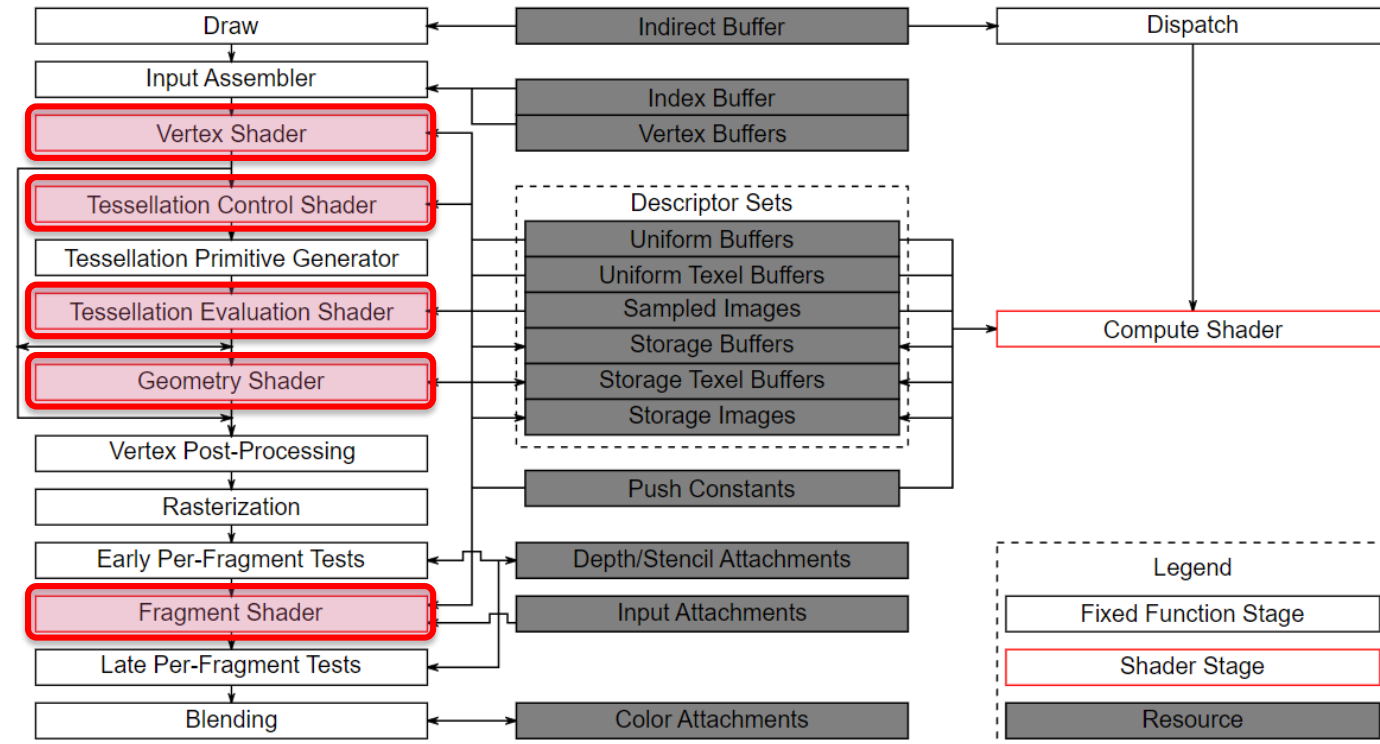 Draw
Indirect Buffer
Dispatch
Input Assembler
Index Buffer
Vertex Shader
Vertex Buffers
Tessellation Control Shader
Descriptor Sets
Uniform Buffers
Tessellation Primitive Generator
Uniform Texel Buffers
Tessellation Evaluation Shader
Sampled Images
Compute Shader
Storage Buffers
Geometry Shader
Storage Texel Buffers
Storage Images
Vertex Post-Processing
Push Constants
Rasterization
Early Per-Fragment Tests
Depth/Stencil Attachments
Legend
Fragment Shader
Input Attachments
Fixed Function Stage
Late Per-Fragment Tests
Shader Stage
Blending
Color Attachments
Resource